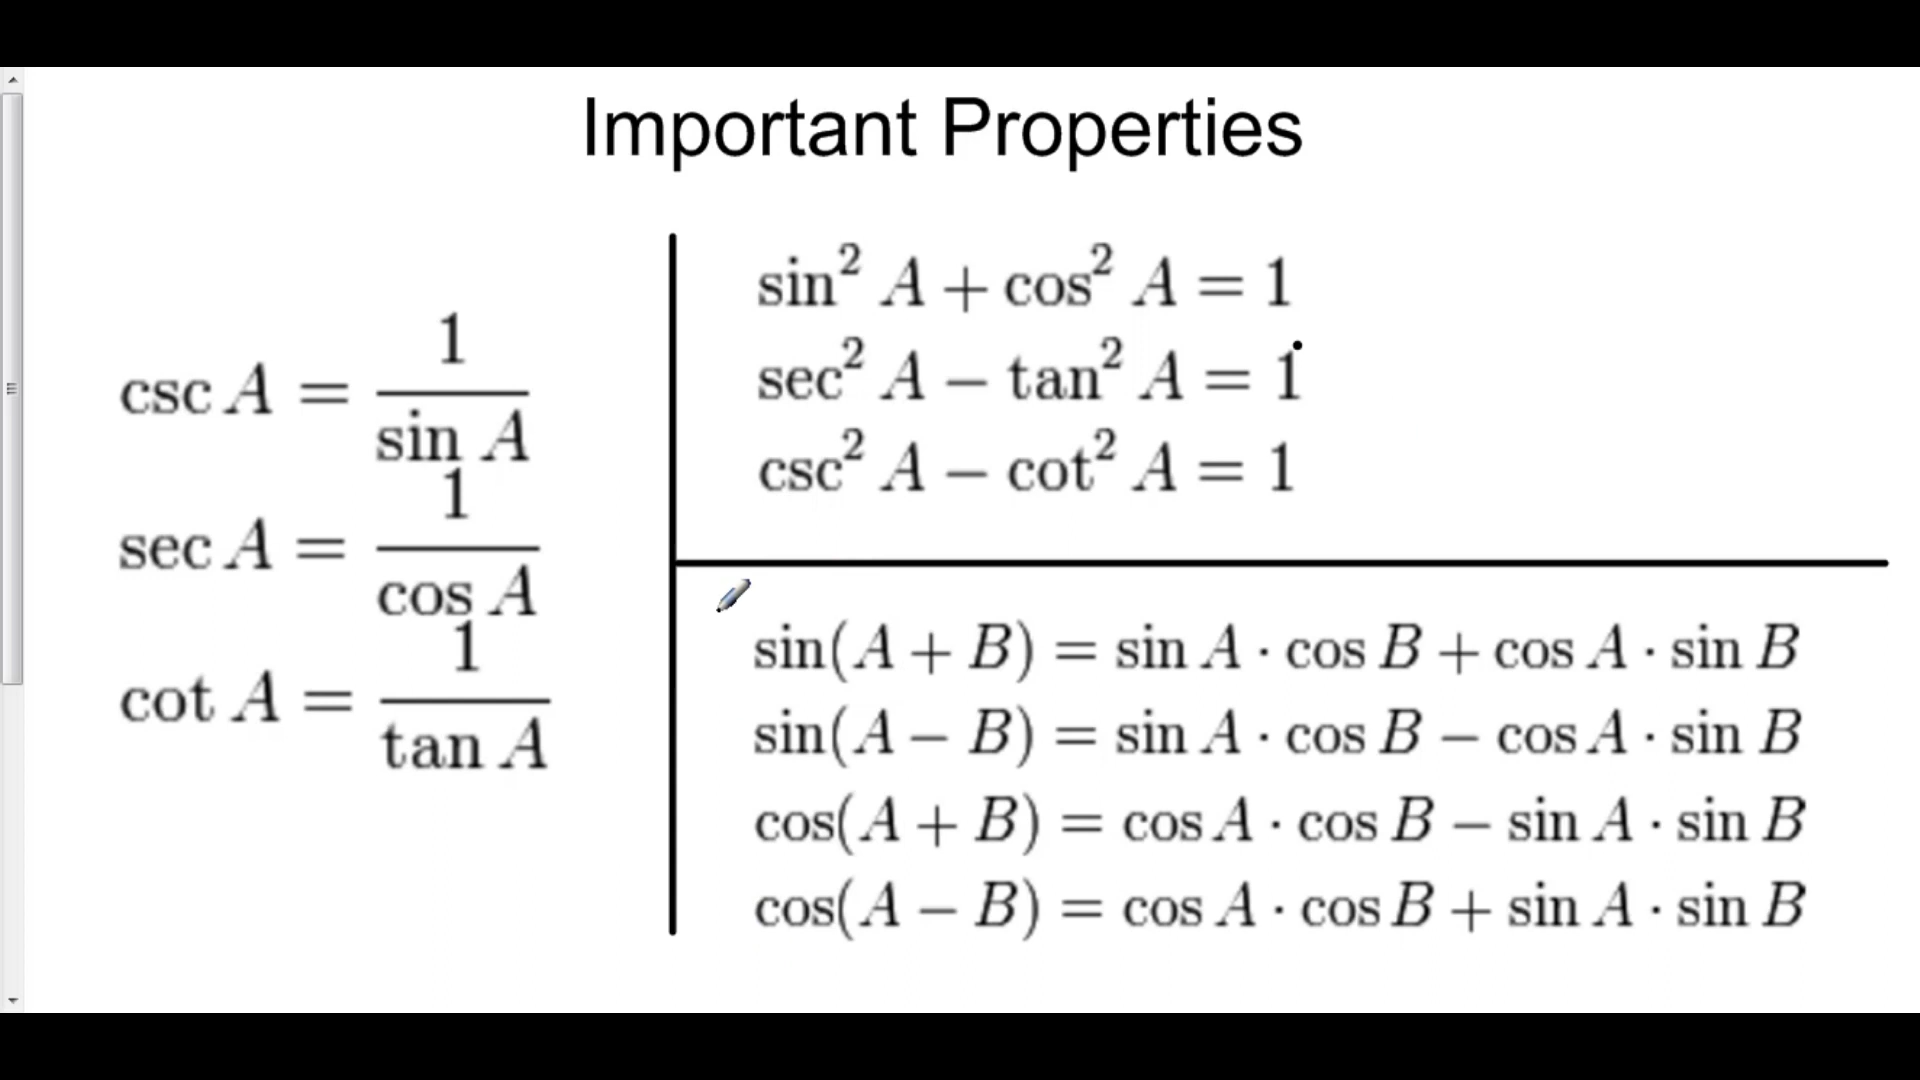 Important Properties
csc A = 1/sin A
sec A = 1/cos A
cot A = 1/tan A
sin² A + cos² A = 1
sec² A − tan² A = 1
csc² A − cot² A = 1
sin(A + B) = sin A · cos B + cos A · sin B
sin(A − B) = sin A · cos B − cos A · sin B
cos(A + B) = cos A · cos B − sin A · sin B
cos(A − B) = cos A · cos B + sin A · sin B